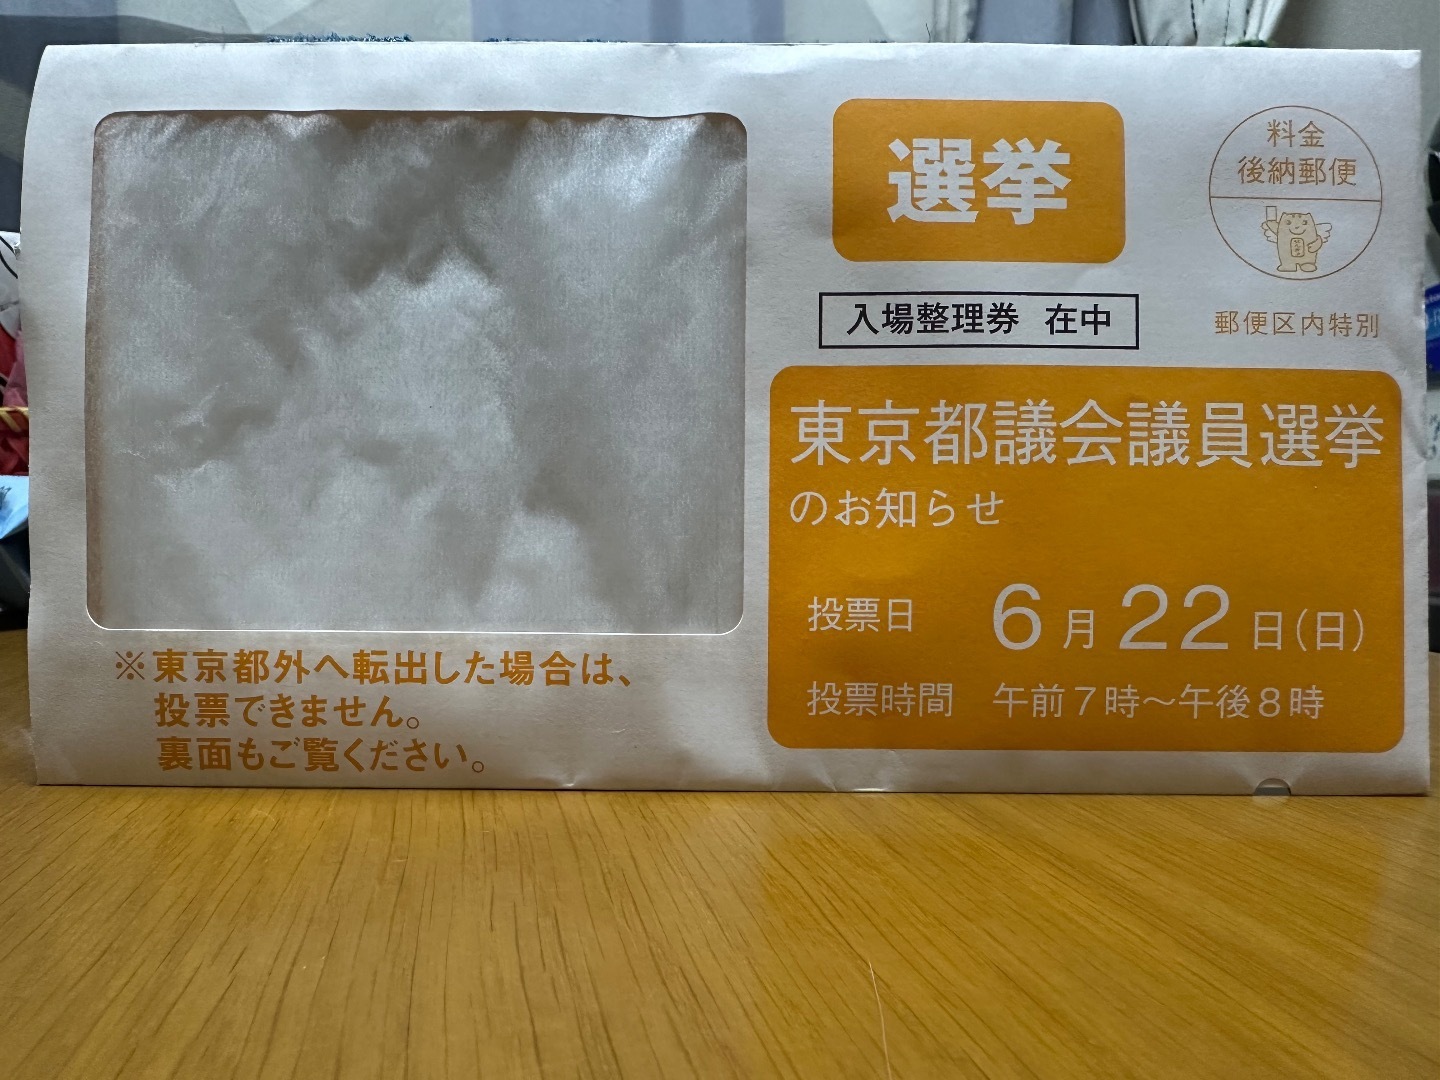 選挙
料金
後納郵便
入場整理券 在中
郵便区内特別
東京都議会議員選挙
のお知らせ
投票日 6月22日(日)
投票時間 午前7時〜午後8時
※東京都外へ転出した場合は、
投票できません。
裏面もご覧ください。